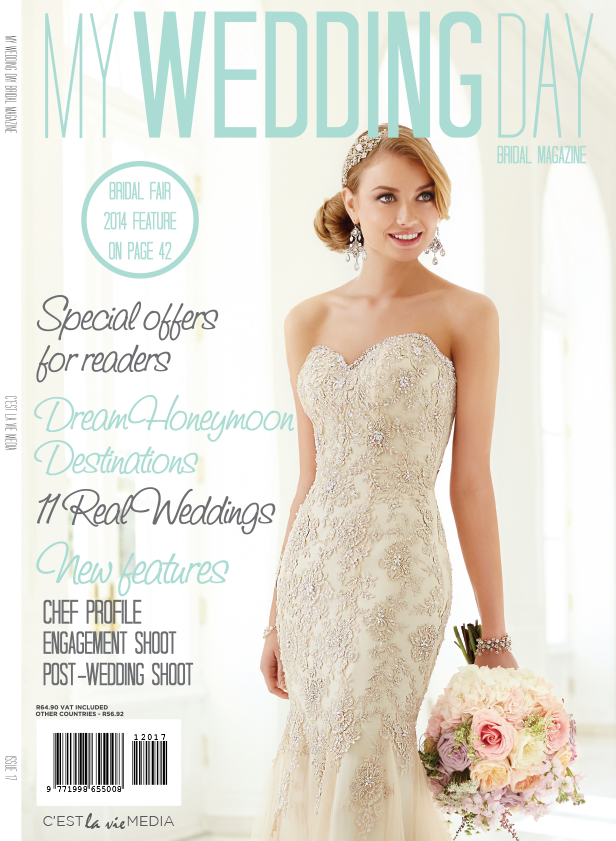 MY WEDDING DAY
BRIDAL MAGAZINE
BRIDAL FAIR
2014 FEATURE
ON PAGE 42
Special offers
for readers
Dream Honeymoon
Destinations
11 Real Weddings
New features
CHEF PROFILE
ENGAGEMENT SHOOT
POST-WEDDING SHOOT
R64.90 VAT INCLUDED
OTHER COUNTRIES - R56.92
12017
9 771998 655008
C'EST la vie MEDIA
MY WEDDING DAY BRIDAL MAGAZINE
C'EST LA VIE MEDIA
ISSUE 17